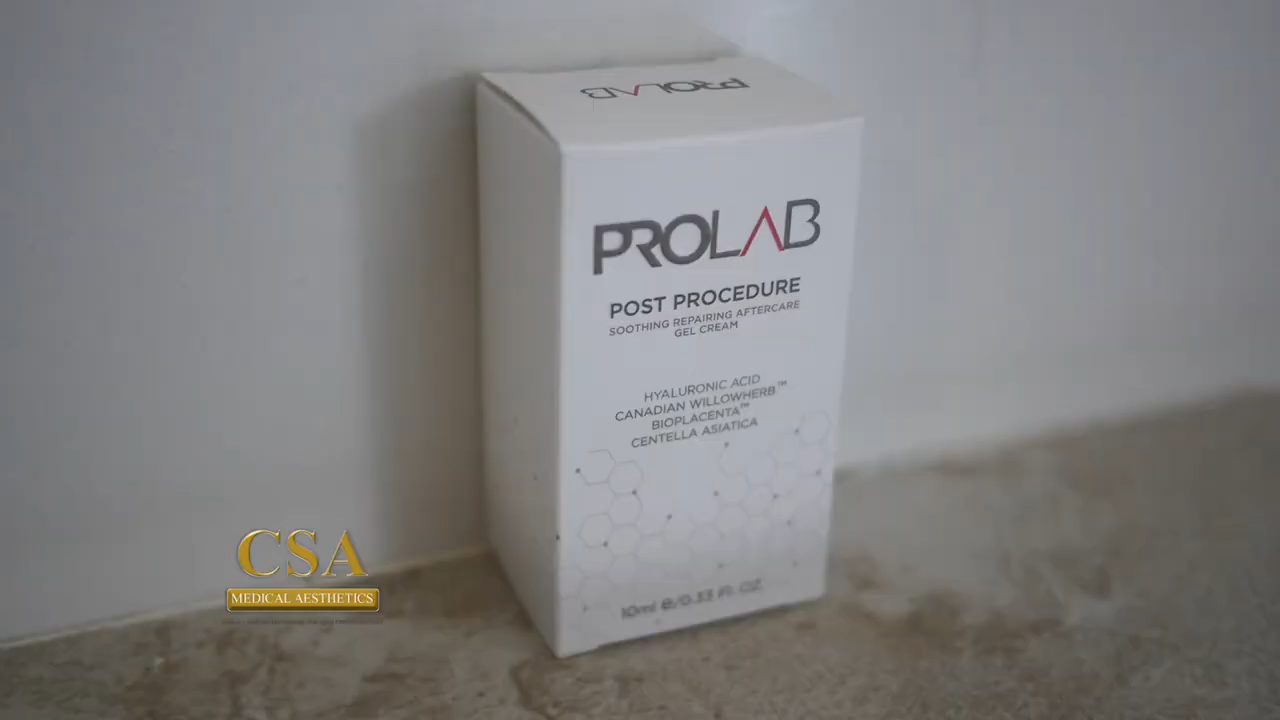 PROLAB
PROLAB
POST PROCEDURE
SOOTHING REPAIRING AFTERCARE
GEL CREAM
HYALURONIC ACID
CANADIAN WILLOWHERB™
BIOPLACENTA™
CENTELLA ASIATICA
10ml e/0.33 Fl. OZ.
CSA
MEDICAL AESTHETICS